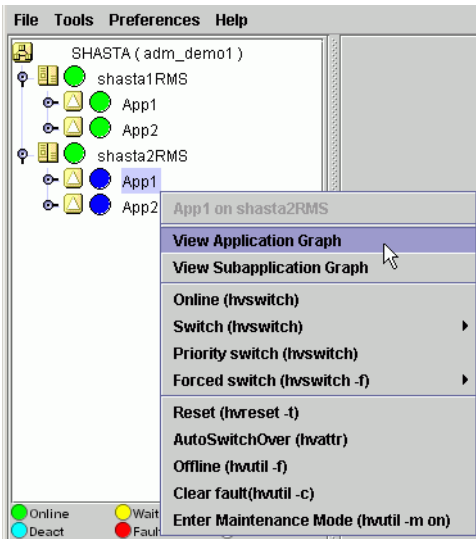 File Tools Preferences Help
SHASTA ( adm_demo1 )
shasta1RMS
App1
App2
shasta2RMS
App1
App2
App1 on shasta2RMS
View Application Graph
View Subapplication Graph
Online (hvswitch)
Switch (hvswitch)
Priority switch (hvswitch)
Forced switch (hvswitch -f)
Reset (hvreset -t)
AutoSwitchOver (hvattr)
Offline (hvutil -f)
Clear fault(hvutil -c)
Enter Maintenance Mode (hvutil -m on)
Online Wait
Deact